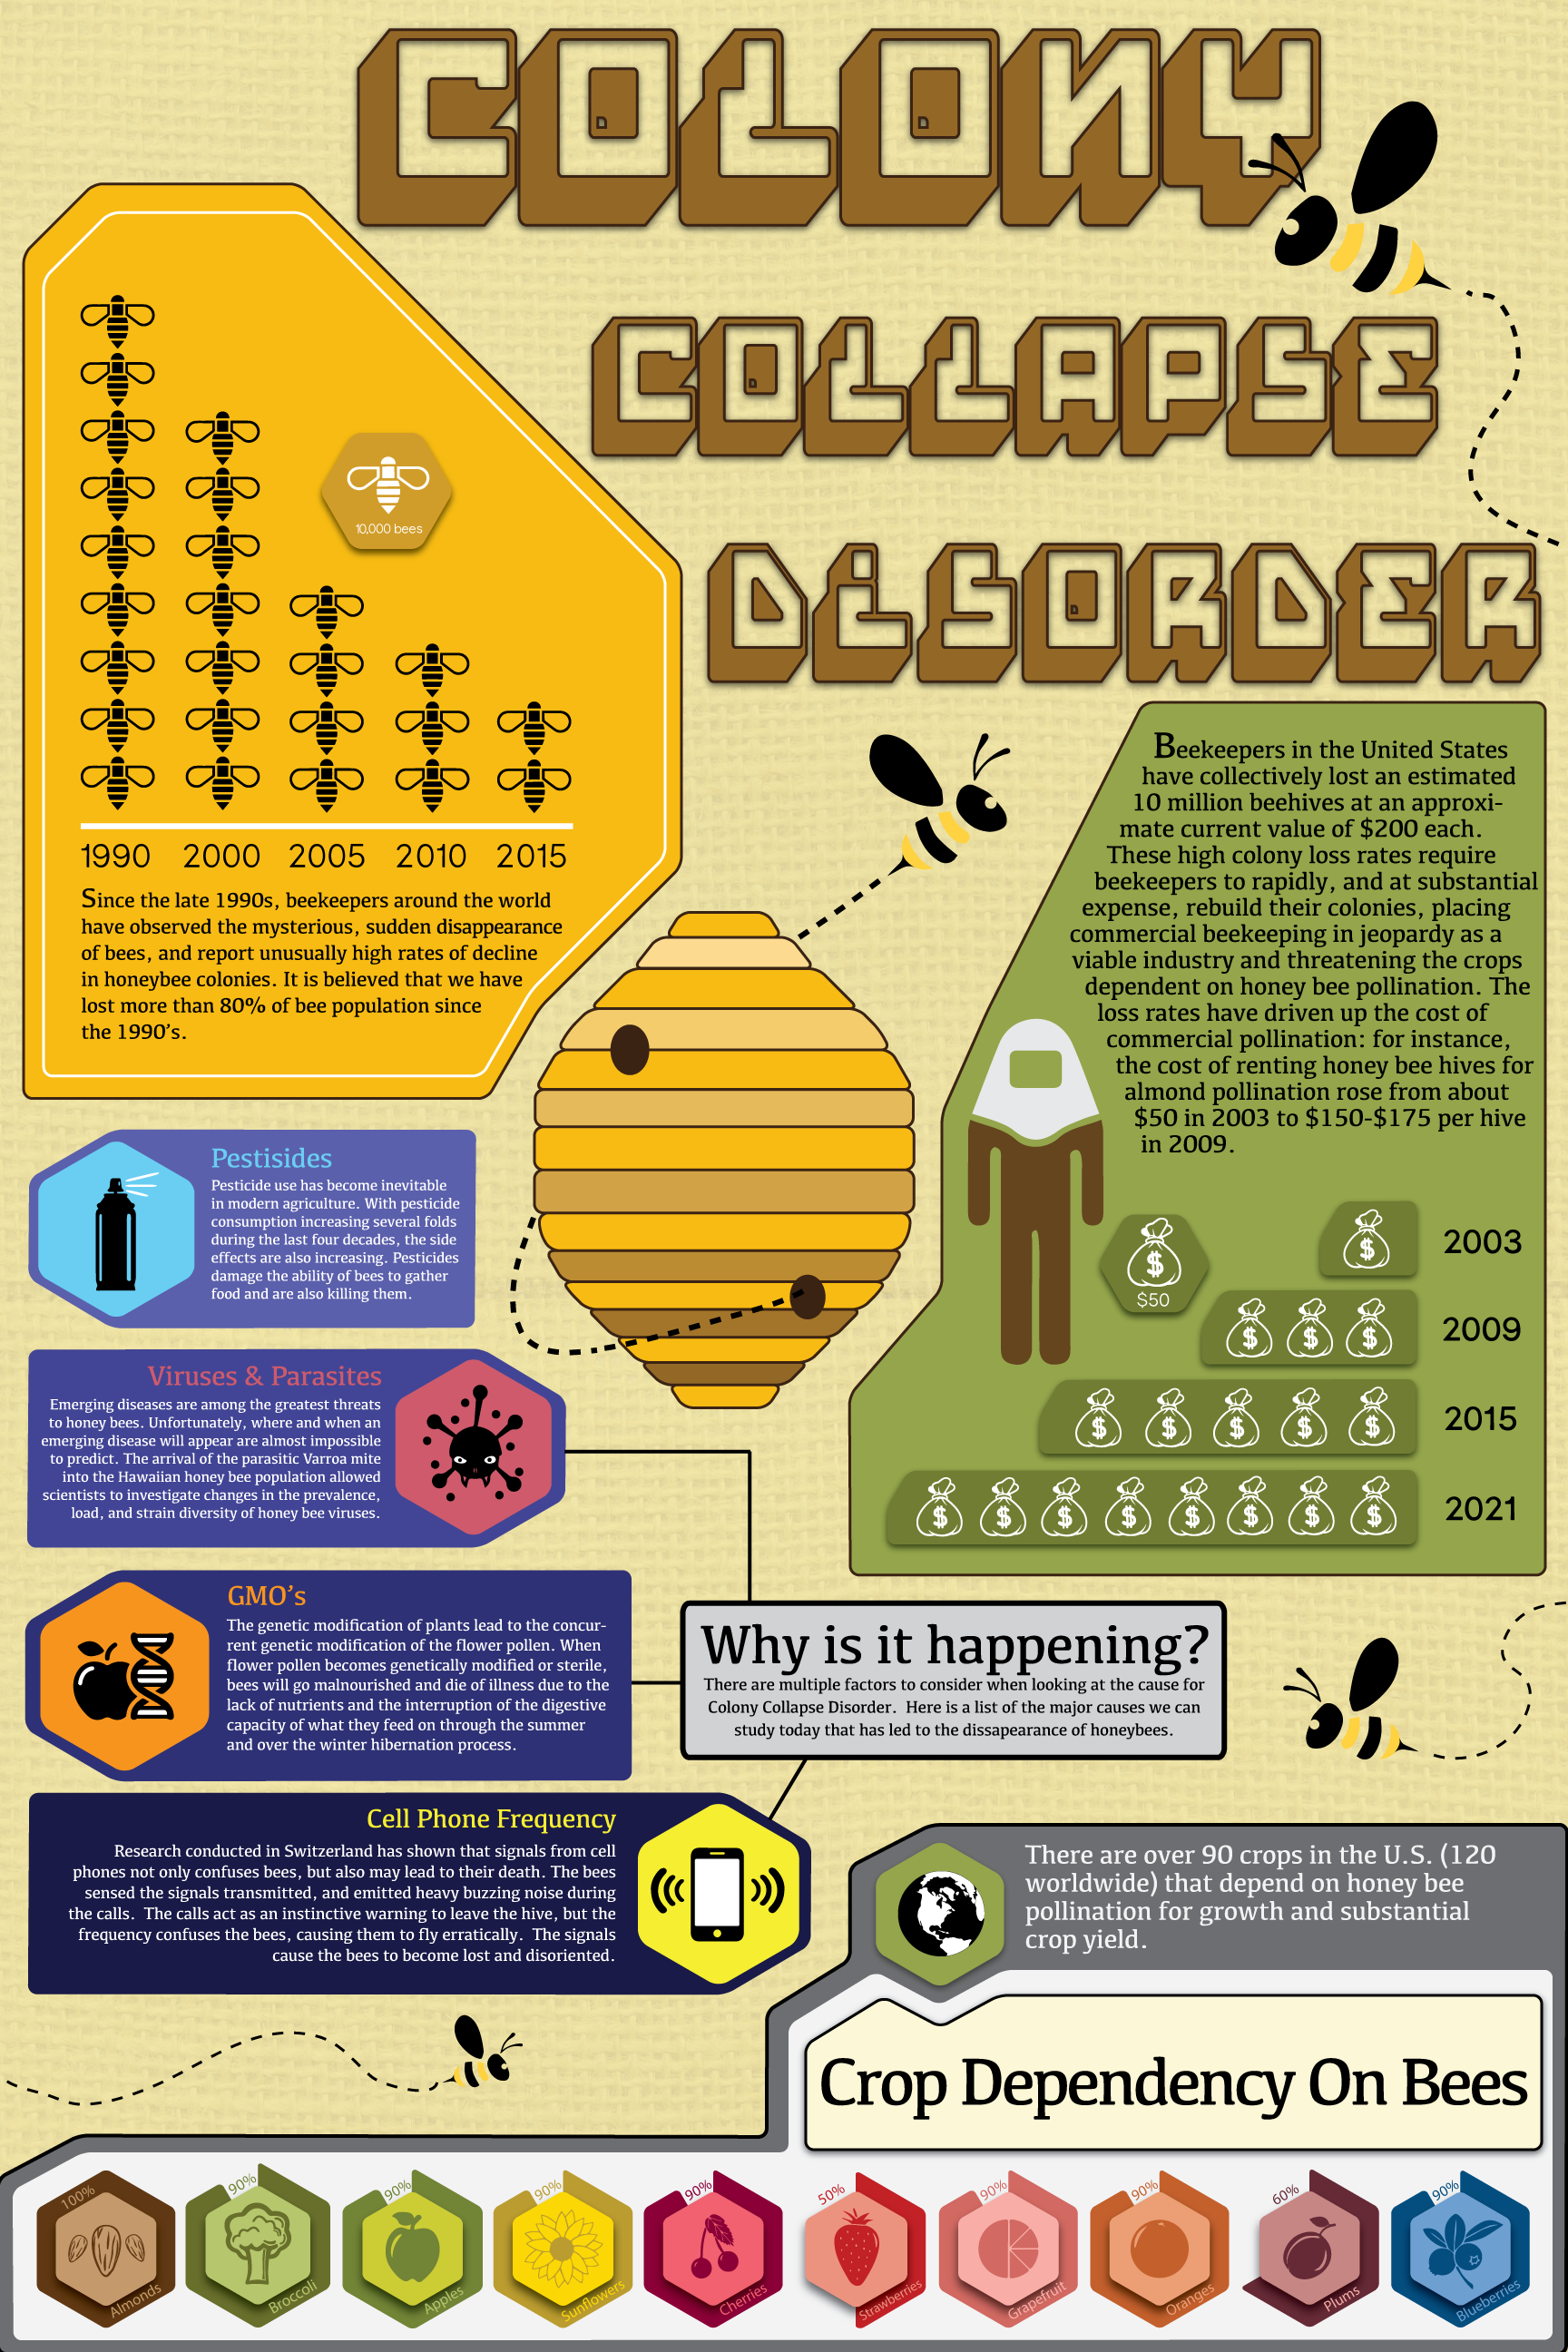 COLONY
COLLAPSE
DISORDER
10,000 bees
1990 2000 2005 2010 2015
Since the late 1990s, beekeepers around the world
have observed the mysterious, sudden disappearance
of bees, and report unusually high rates of decline
in honeybee colonies. It is believed that we have
lost more than 80% of bee population since
the 1990's.
Beekeepers in the United States
have collectively lost an estimated
10 million beehives at an approxi-
mate current value of $200 each.
These high colony loss rates require
beekeepers to rapidly, and at substantial
expense, rebuild their colonies, placing
commercial beekeeping in jeopardy as a
viable industry and threatening the crops
dependent on honey bee pollination. The
loss rates have driven up the cost of
commercial pollination: for instance,
the cost of renting honey bee hives for
almond pollination rose from about
$50 in 2003 to $150-$175 per hive
in 2009.
$50
$ 2003
$ $ $ 2009
$ $ $ $ $ 2015
$ $ $ $ $ $ $ $ 2021
Pestisides
Pesticide use has become inevitable
in modern agriculture. With pesticide
consumption increasing several folds
during the last four decades, the side
effects are also increasing. Pesticides
damage the ability of bees to gather
food and are also killing them.
Viruses & Parasites
Emerging diseases are among the greatest threats
to honey bees. Unfortunately, where and when an
emerging disease will appear are almost impossible
to predict. The arrival of the parasitic Varroa mite
into the Hawaiian honey bee population allowed
scientists to investigate changes in the prevalence,
load, and strain diversity of honey bee viruses.
GMO's
The genetic modification of plants lead to the concur-
rent genetic modification of the flower pollen. When
flower pollen becomes genetically modified or sterile,
bees will go malnourished and die of illness due to the
lack of nutrients and the interruption of the digestive
capacity of what they feed on through the summer
and over the winter hibernation process.
Why is it happening?
There are multiple factors to consider when looking at the cause for
Colony Collapse Disorder. Here is a list of the major causes we can
study today that has led to the dissapearance of honeybees.
Cell Phone Frequency
Research conducted in Switzerland has shown that signals from cell
phones not only confuses bees, but also may lead to their death. The bees
sensed the signals transmitted, and emitted heavy buzzing noise during
the calls. The calls act as an instinctive warning to leave the hive, but the
frequency confuses the bees, causing them to fly erratically. The signals
cause the bees to become lost and disoriented.
There are over 90 crops in the U.S. (120
worldwide) that depend on honey bee
pollination for growth and substantial
crop yield.
Crop Dependency On Bees
100% 90% 90% 90% 90% 50% 90% 90% 60% 90%
Almonds Broccoli Apples Sunflowers Cherries Strawberries Grapefruit Oranges Plums Blueberries